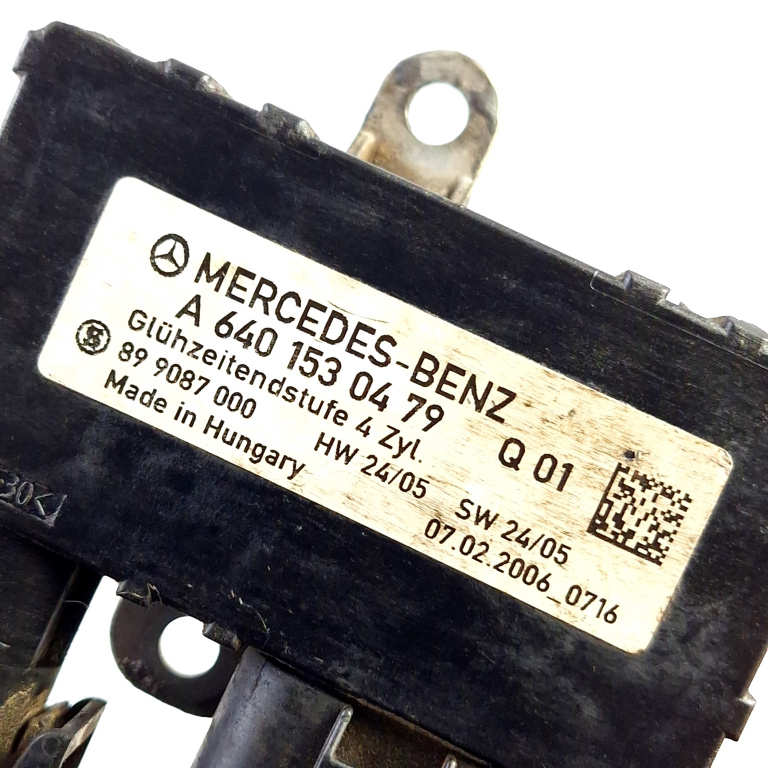 MERCEDES-BENZ
A 640 153 04 79 Q 01
Glühzeitendstufe 4 Zyl.
89 9087 000 HW 24/05 SW 24/05
Made in Hungary 07.02.2006_0716
30<